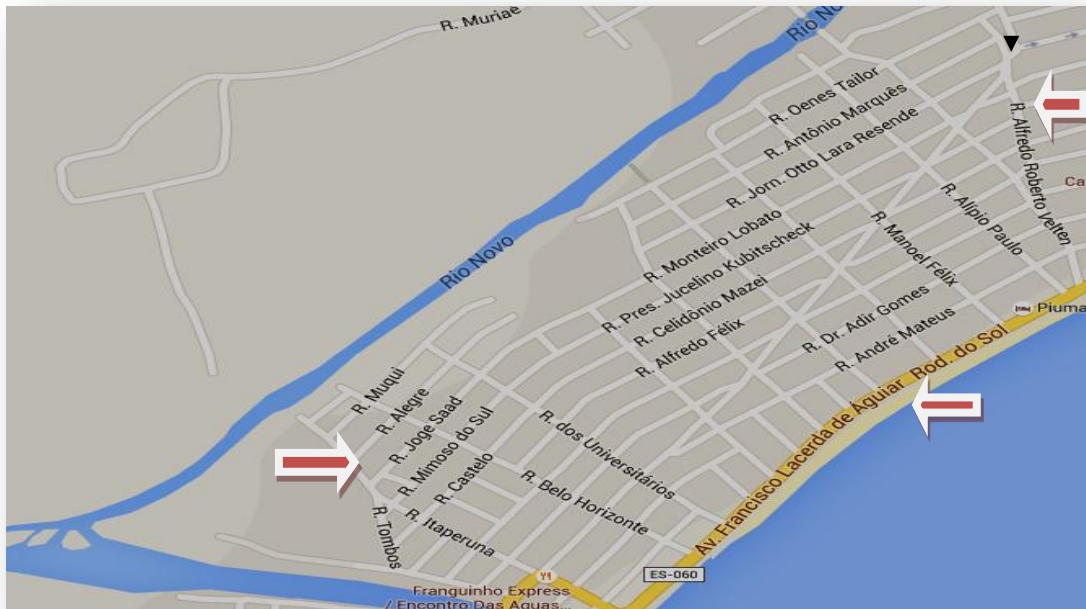 R. Muriaé
Rio No
R. Oenes Tailor
R. Antônio Marquês
R. Jorn. Otto Lara Resende
R. Alfredo Roberto Velten
Ca
R. Monteiro Lobato
R. Pres. Jucelino Kubitscheck
R. Celidônio Mazei
R. Alfredo Félix
R. Manoel Félix
R. Alípio Paulo
Rio Novo
R. Dr. Adir Gomes
R. André Mateus
Piuma
Av. Francisco Lacerda de Aguiar Rod. do Sol
R. Muqui
R. Alegre
R. Joge Saad
R. Mimoso do Sul
R. Castelo
R. dos Universitários
R. Belo Horizonte
R. Itaperuna
R. Tombos
ES-060
Franguinho Express
/ Encontro Das Aguas...